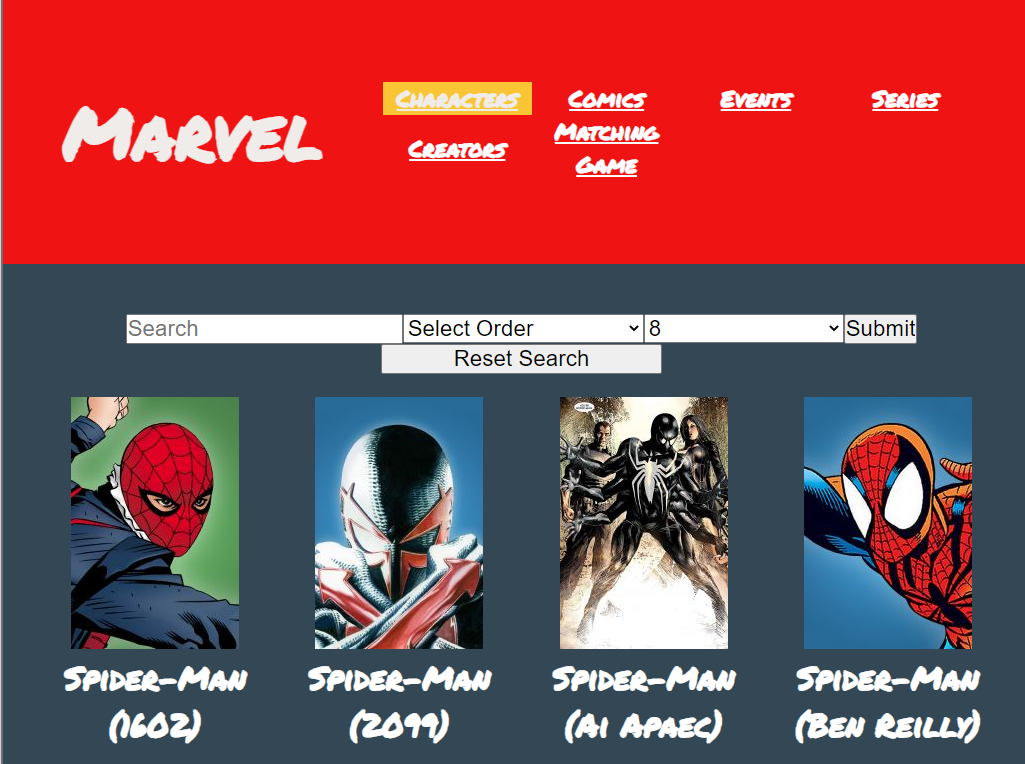 Marvel
Characters Comics Events Series
Creators Matching Game
Search Select Order 8 Submit
Reset Search
Spider-Man (1602)
Spider-Man (2099)
Spider-Man (Ai Apaec)
Spider-Man (Ben Reilly)